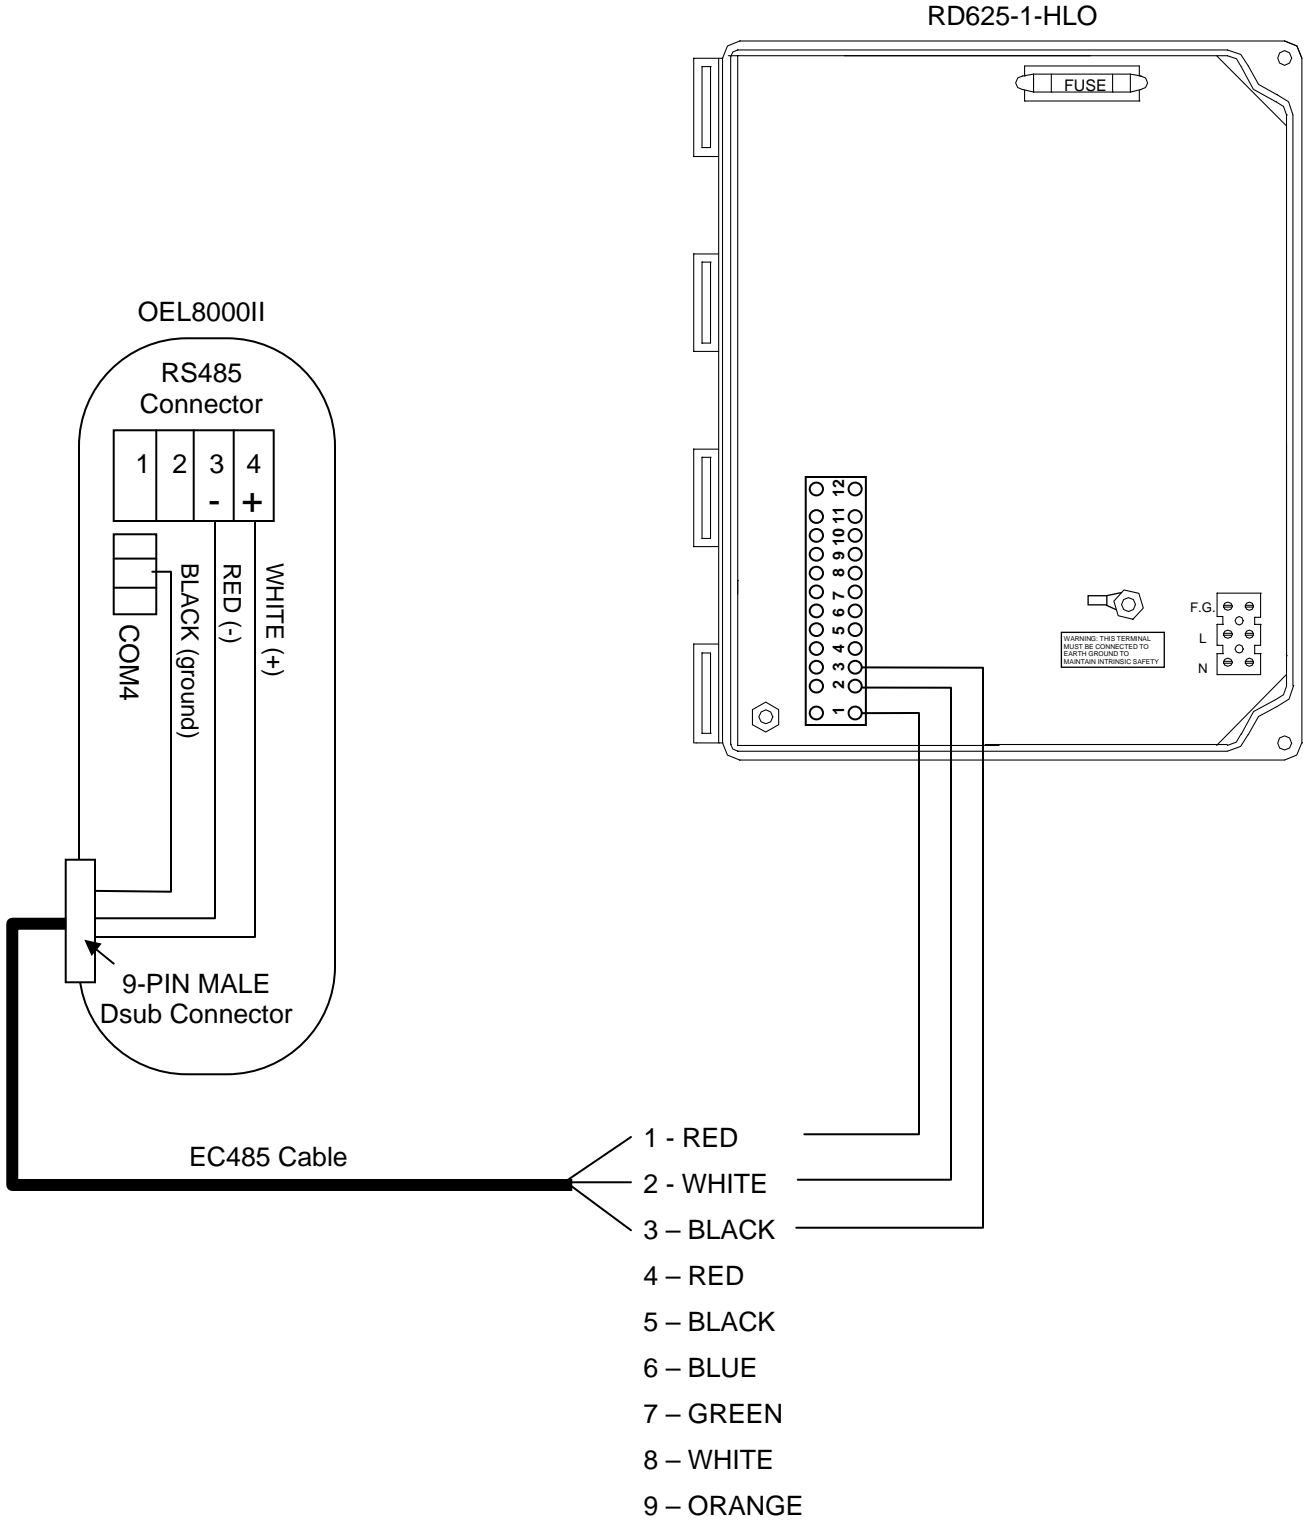 RD625-1-HLO
FUSE
OEL8000II
RS485
Connector
1 2 3 4
- +
COM4
BLACK (ground)
RED (-)
WHITE (+)
12
11
10
9
8
7
6
5
4
3
2
1
WARNING: THIS TERMINAL
MUST BE CONNECTED TO
EARTH GROUND TO
MAINTAIN INTRINSIC SAFETY
F.G.
L
N
9-PIN MALE
Dsub Connector
EC485 Cable
1 - RED
2 - WHITE
3 – BLACK
4 – RED
5 – BLACK
6 – BLUE
7 – GREEN
8 – WHITE
9 – ORANGE